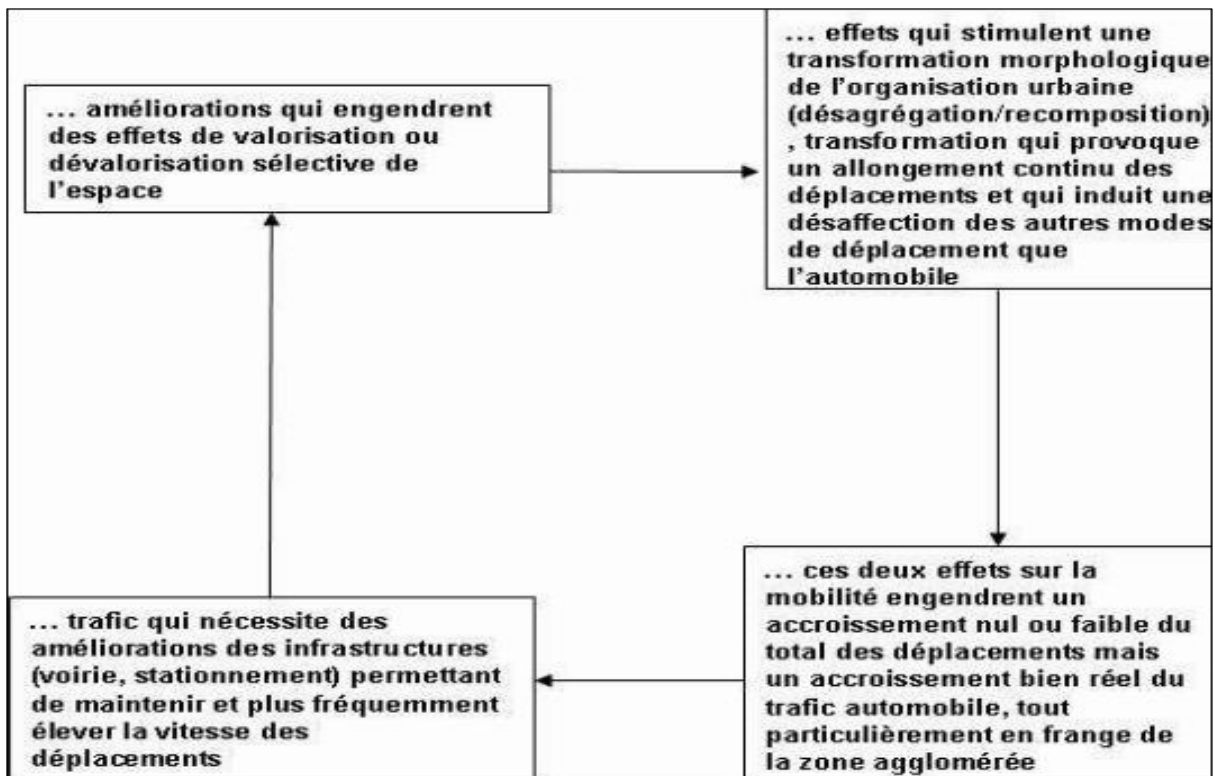 ... améliorations qui engendrent
des effets de valorisation ou
dévalorisation sélective de
l'espace
... effets qui stimulent une
transformation morphologique
de l'organisation urbaine
(désagrégation/recomposition)
, transformation qui provoque
un allongement continu des
déplacements et qui induit une
désaffection des autres modes
de déplacement que
l'automobile
... ces deux effets sur la
mobilité engendrent un
accroissement nul ou faible du
total des déplacements mais
un accroissement bien réel du
trafic automobile, tout
particulièrement en frange de
la zone agglomérée
... trafic qui nécessite des
améliorations des infrastructures
(voirie, stationnement) permettant
de maintenir et plus fréquemment
élever la vitesse des
déplacements